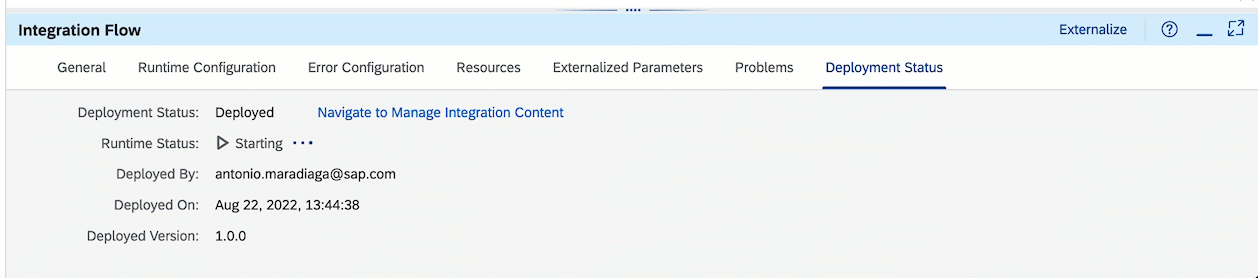 Integration Flow Externalize
General Runtime Configuration Error Configuration Resources Externalized Parameters Problems Deployment Status
Deployment Status: Deployed Navigate to Manage Integration Content
Runtime Status: Starting ...
Deployed By: antonio.maradiaga@sap.com
Deployed On: Aug 22, 2022, 13:44:38
Deployed Version: 1.0.0